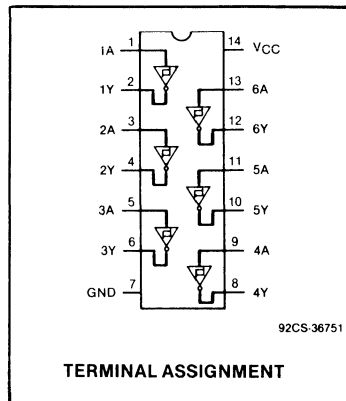 1A 1 14 VCC
1Y 2 13 6A
2A 3 12 6Y
2Y 4 11 5A
3A 5 10 5Y
3Y 6 9 4A
GND 7 8 4Y
92CS-36751
TERMINAL ASSIGNMENT